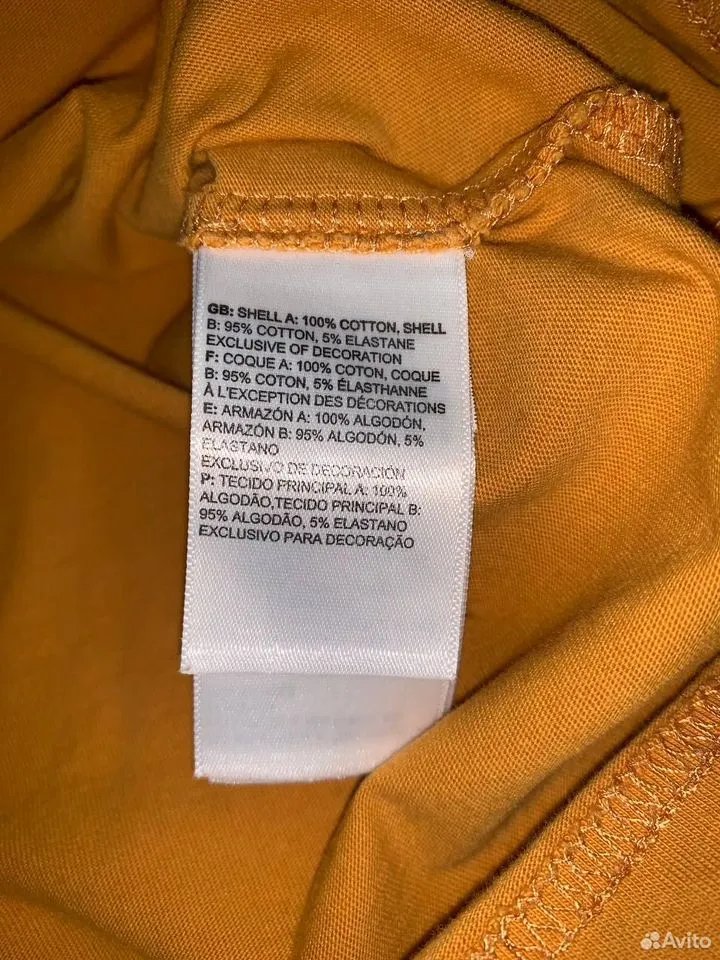 GB: SHELL A: 100% COTTON, SHELL
B: 95% COTTON, 5% ELASTANE
EXCLUSIVE OF DECORATION
F: COQUE A: 100% COTON, COQUE
B: 95% COTON, 5% ÉLASTHANNE
À L'EXCEPTION DES DÉCORATIONS
E: ARMAZÓN A: 100% ALGODÓN,
ARMAZÓN B: 95% ALGODÓN, 5%
ELASTANO
EXCLUSIVO DE DECORACIÓN
P: TECIDO PRINCIPAL A: 100%
ALGODÃO,TECIDO PRINCIPAL B:
95% ALGODÃO, 5% ELASTANO
EXCLUSIVO PARA DECORAÇÃO
Avito